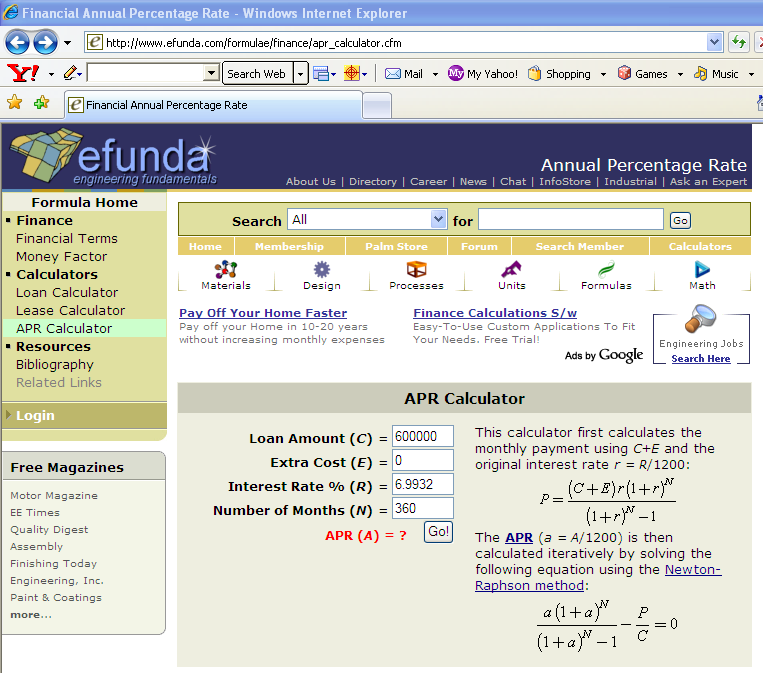 Financial Annual Percentage Rate - Windows Internet Explorer
http://www.efunda.com/formulae/finance/apr_calculator.cfm
Y! Search Web Mail My Yahoo! Shopping Games Music
Financial Annual Percentage Rate
efunda
engineering fundamentals
Annual Percentage Rate
About Us | Directory | Career | News | Chat | InfoStore | Industrial | Ask an Expert
Formula Home
Finance
Financial Terms
Money Factor
Calculators
Loan Calculator
Lease Calculator
APR Calculator
Resources
Bibliography
Related Links
Login
Free Magazines
Motor Magazine
EE Times
Quality Digest
Assembly
Finishing Today
Engineering, Inc.
Paint & Coatings
more...
Search All for Go
Home Membership Palm Store Forum Search Member Calculators
Materials Design Processes Units Formulas Math
Pay Off Your Home Faster
Pay off your Home in 10-20 years
without increasing monthly expenses
Finance Calculations S/w
Easy-To-Use Custom Applications To Fit
Your Needs. Free Trial!
Ads by Google
Engineering Jobs
Search Here
APR Calculator
Loan Amount (C) = 600000
Extra Cost (E) = 0
Interest Rate % (R) = 6.9932
Number of Months (N) = 360
APR (A) = ? Go!
This calculator first calculates the
monthly payment using C+E and the
original interest rate r = R/1200:
P = (C+E)r(1+r)^N / (1+r)^N − 1
The APR (a = A/1200) is then
calculated iteratively by solving the
following equation using the Newton-
Raphson method:
a(1+a)^N / (1+a)^N − 1 − P/C = 0